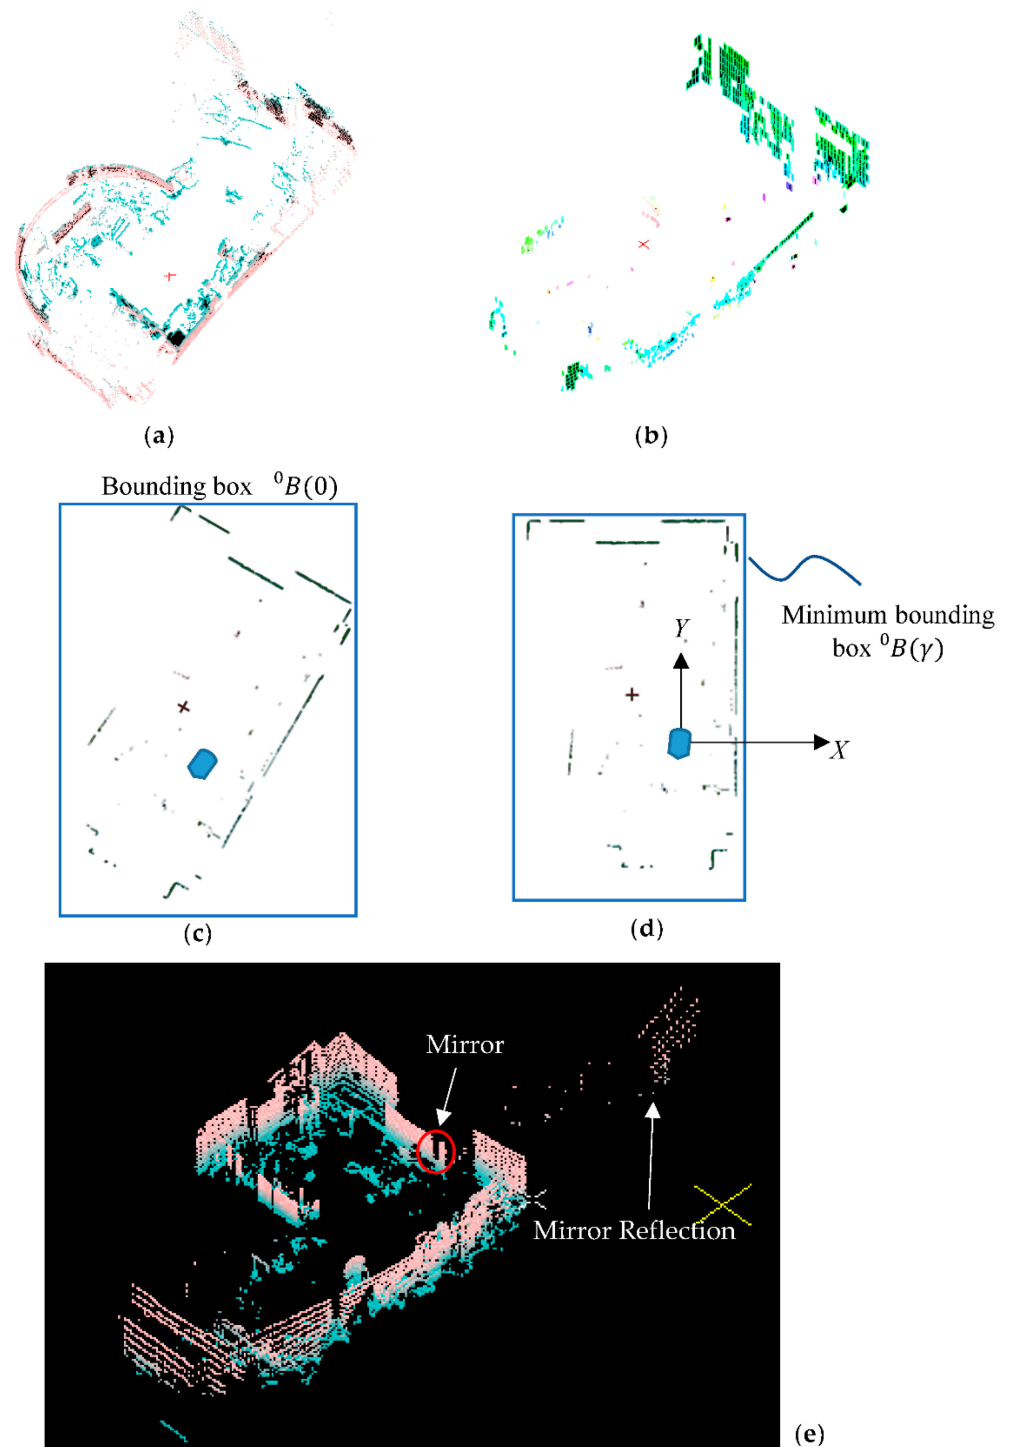 (a)
(b)
Bounding box ⁰B(0)
Minimum bounding
box ⁰B(γ)
Y
X
(c)
(d)
Mirror
Mirror Reflection
(e)